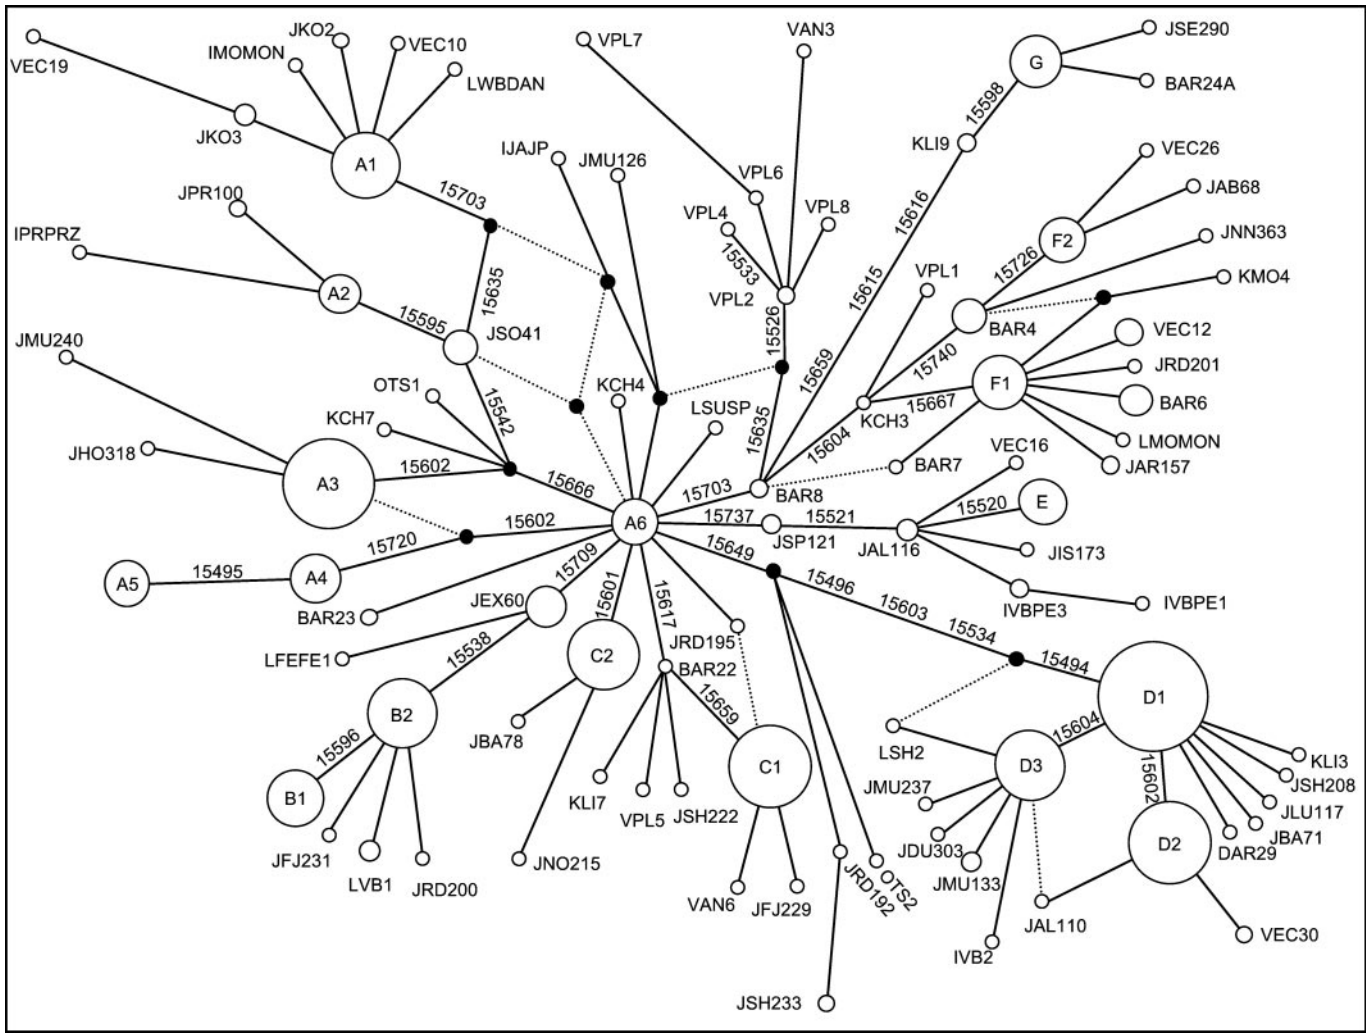 JKO2
VPL7
VAN3
JSE290
VEC19
IMOMON
VEC10
LWBDAN
G
BAR24A
15598
JKO3
A1
KLI9
IJAJP
JMU126
VEC26
15703
VPL6
JAB68
JPR100
VPL4
VPL8
15616
IPRPRZ
15533
F2
JNN363
15726
VPL1
KMO4
A2
15635
VPL2
15615
15595
JSO41
BAR4
VEC12
JMU240
15526
15659
15740
JRD201
OTS1
KCH4
F1
15542
LSUSP
KCH3
15667
BAR6
KCH7
15635
15604
LMOMON
JHO318
VEC16
15602
A3
15666
15703
BAR8
BAR7
JAR157
15602
A6
15737
15521
15520
E
15720
JSP121
JAL116
JIS173
A5
15495
A4
15709
15649
15496
IVBPE3
IVBPE1
BAR23
JEX60
15601
15617
15603
15534
LFEFE1
15538
C2
JRD195
BAR22
15494
D1
B2
15659
JBA78
LSH2
15604
15596
C1
D3
15602
KLI3
B1
KLI7
JMU237
JSH208
VPL5
JSH222
JLU117
JFJ231
JDU303
D2
JBA71
DAR29
LVB1
JRD200
JNO215
VAN6
JFJ229
JRD192
OTS2
JMU133
JAL110
VEC30
IVB2
JSH233